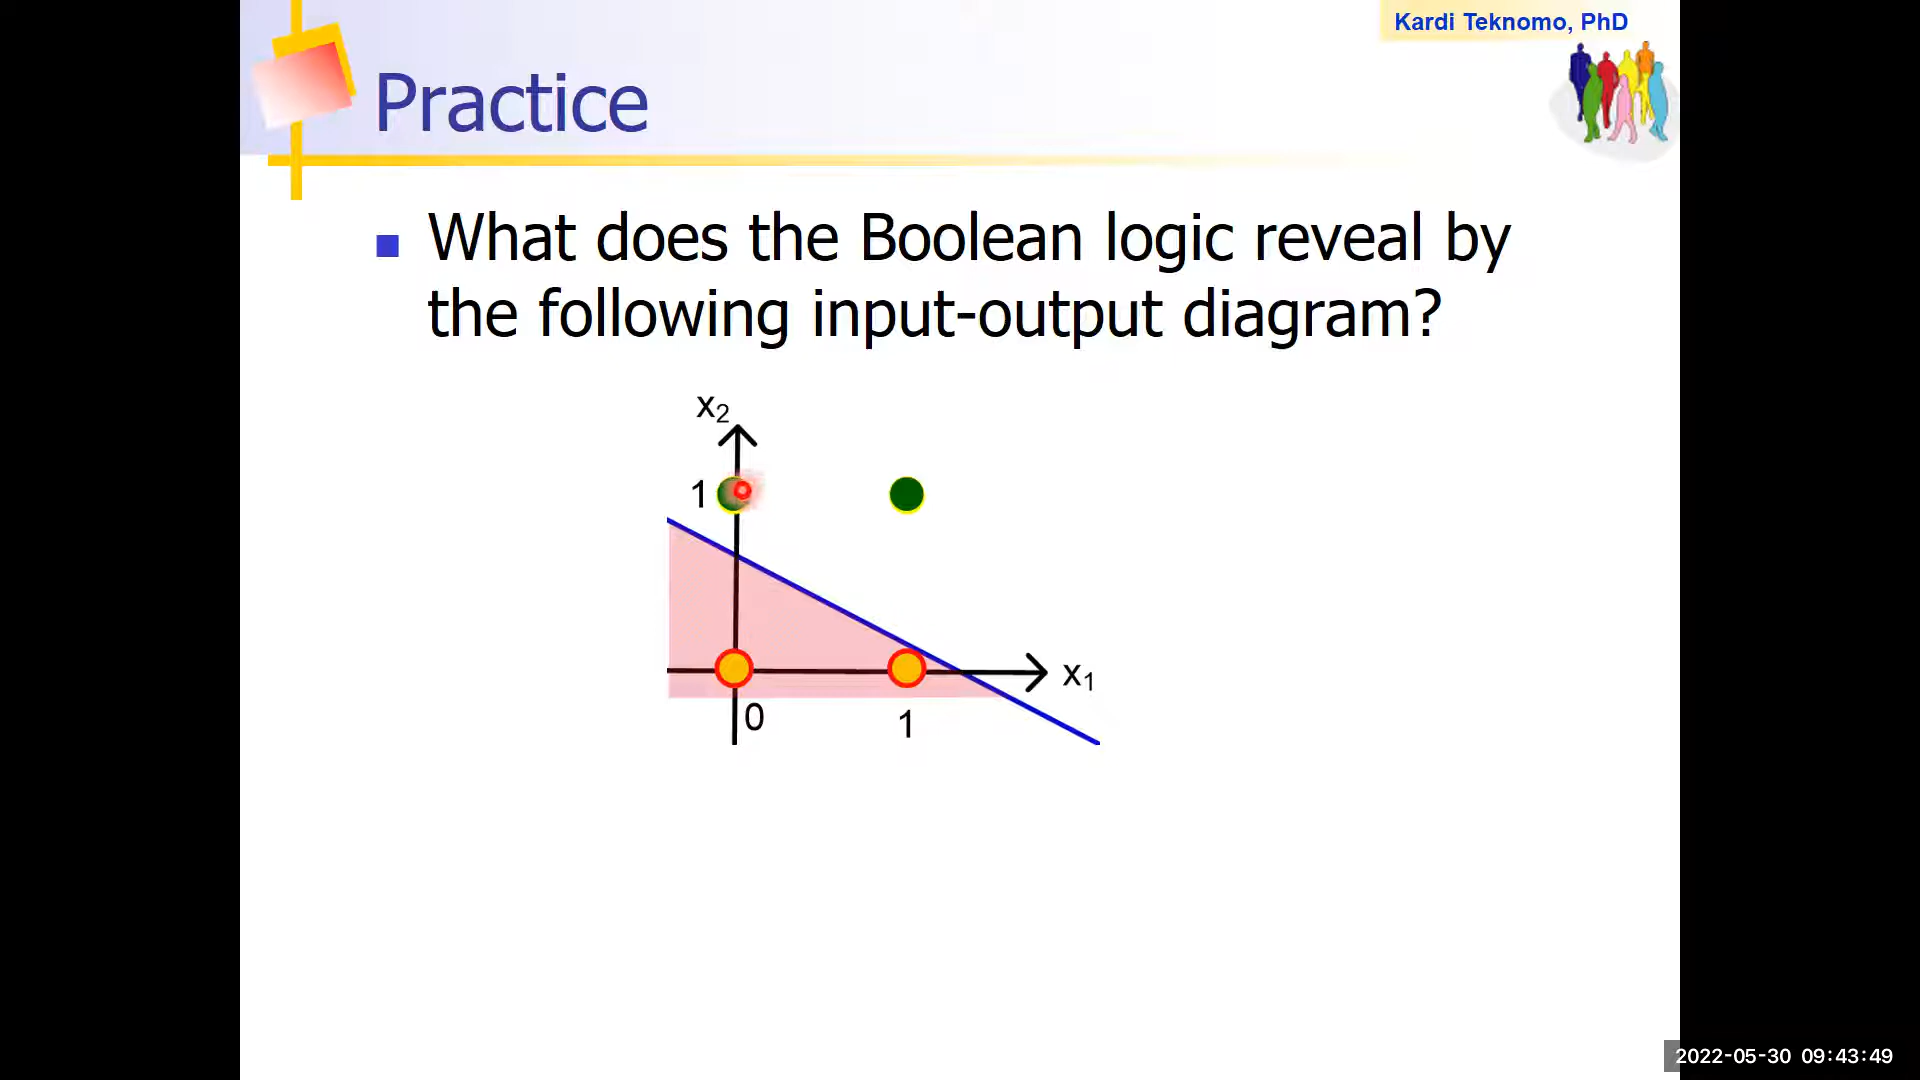 Kardi Teknomo, PhD
Practice
What does the Boolean logic reveal by
the following input-output diagram?
x₂
1
x₁
0
1
2022-05-30 09:43:49